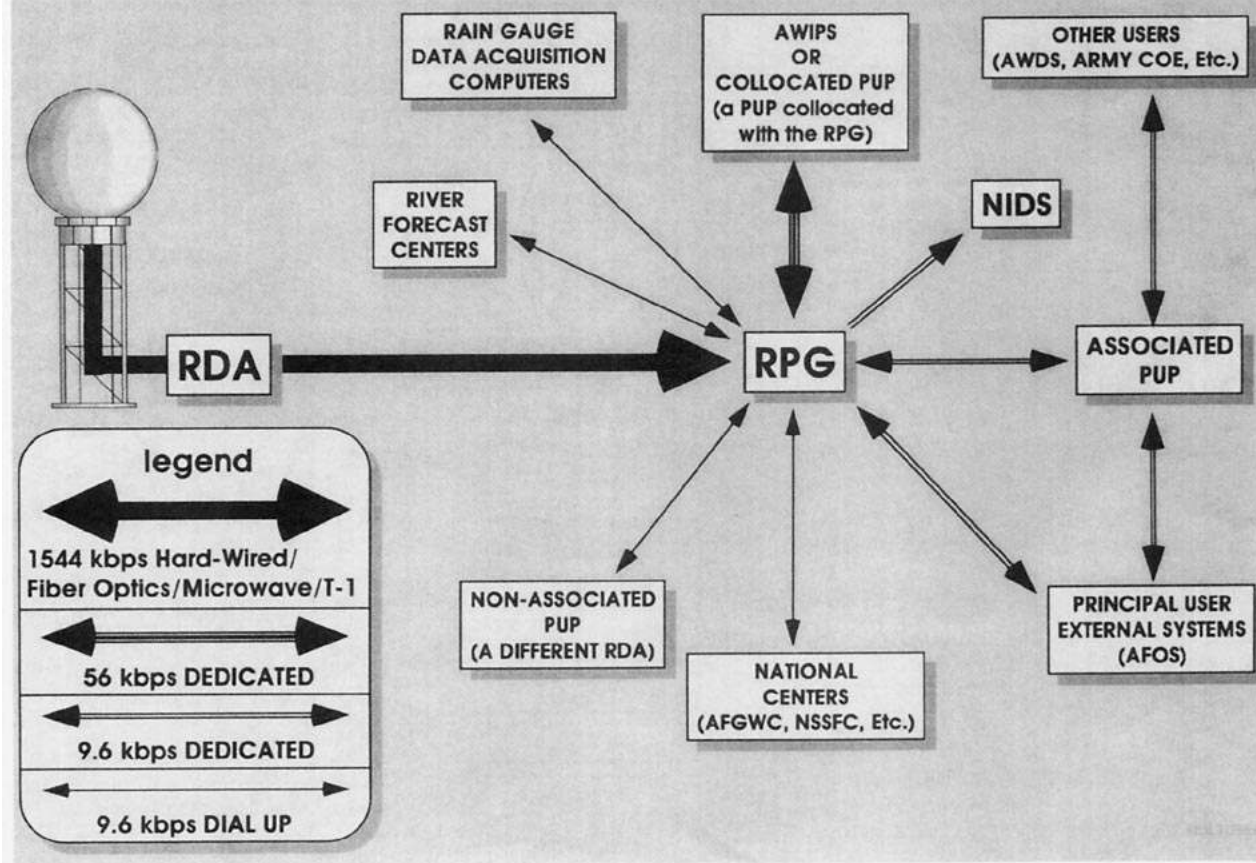 RAIN GAUGE
DATA ACQUISITION
COMPUTERS
AWIPS
OR
COLLOCATED PUP
(a PUP collocated
with the RPG)
OTHER USERS
(AWDS, ARMY COE, Etc.)
RIVER
FORECAST
CENTERS
NIDS
RDA
RPG
ASSOCIATED
PUP
legend
1544 kbps Hard-Wired/
Fiber Optics/Microwave/T-1
56 kbps DEDICATED
9.6 kbps DEDICATED
9.6 kbps DIAL UP
NON-ASSOCIATED
PUP
(A DIFFERENT RDA)
NATIONAL
CENTERS
(AFGWC, NSSFC, Etc.)
PRINCIPAL USER
EXTERNAL SYSTEMS
(AFOS)